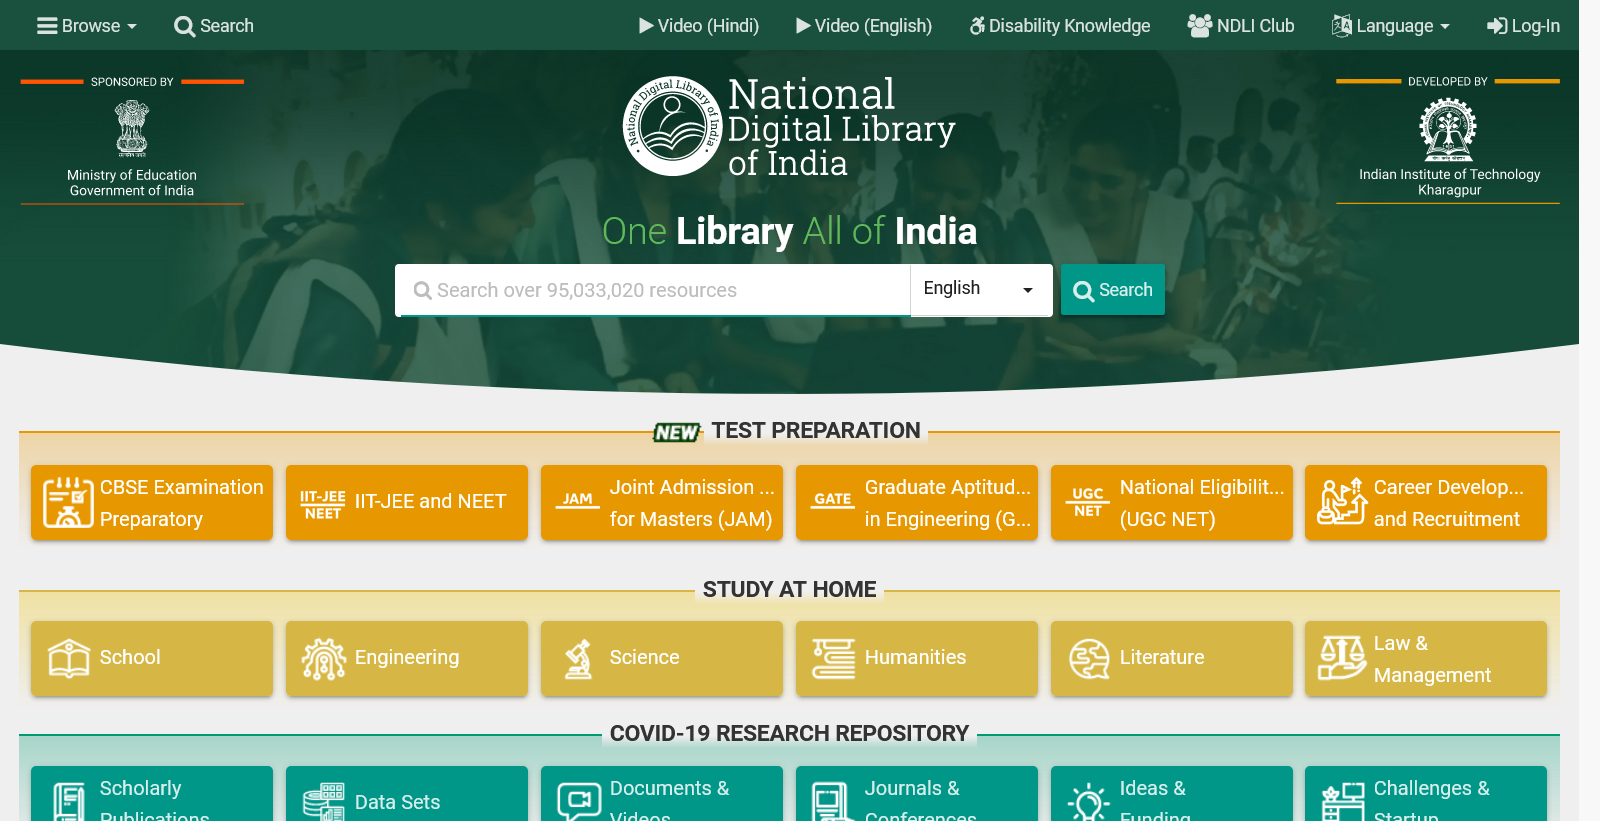 Browse
Search
Video (Hindi)
Video (English)
Disability Knowledge
NDLI Club
Language
Log-In
SPONSORED BY
Ministry of Education
Government of India
National Digital Library of India
National
Digital Library
of India
DEVELOPED BY
Indian Institute of Technology
Kharagpur
One Library All of India
Search over 95,033,020 resources
English
Search
NEW TEST PREPARATION
CBSE Examination
Preparatory
IIT-JEE
NEET
IIT-JEE and NEET
JAM
Joint Admission ...
for Masters (JAM)
GATE
Graduate Aptitud...
in Engineering (G...
UGC
NET
National Eligibilit...
(UGC NET)
Career Develop...
and Recruitment
STUDY AT HOME
School
Engineering
Science
Humanities
Literature
Law &
Management
COVID-19 RESEARCH REPOSITORY
Scholarly
Publications
Data Sets
Documents &
Videos
Journals &
Conferences
Ideas &
Funding
Challenges &
Startup